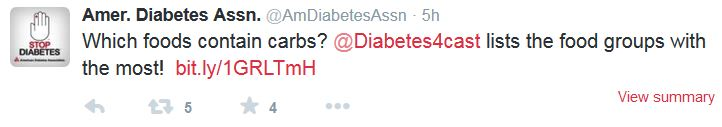 Amer. Diabetes Assn. @AmDiabetesAssn · 5h
STOP
DIABETES
American Diabetes Association
Which foods contain carbs? @Diabetes4cast lists the food groups with
the most! bit.ly/1GRLTmH
5 4
View summary